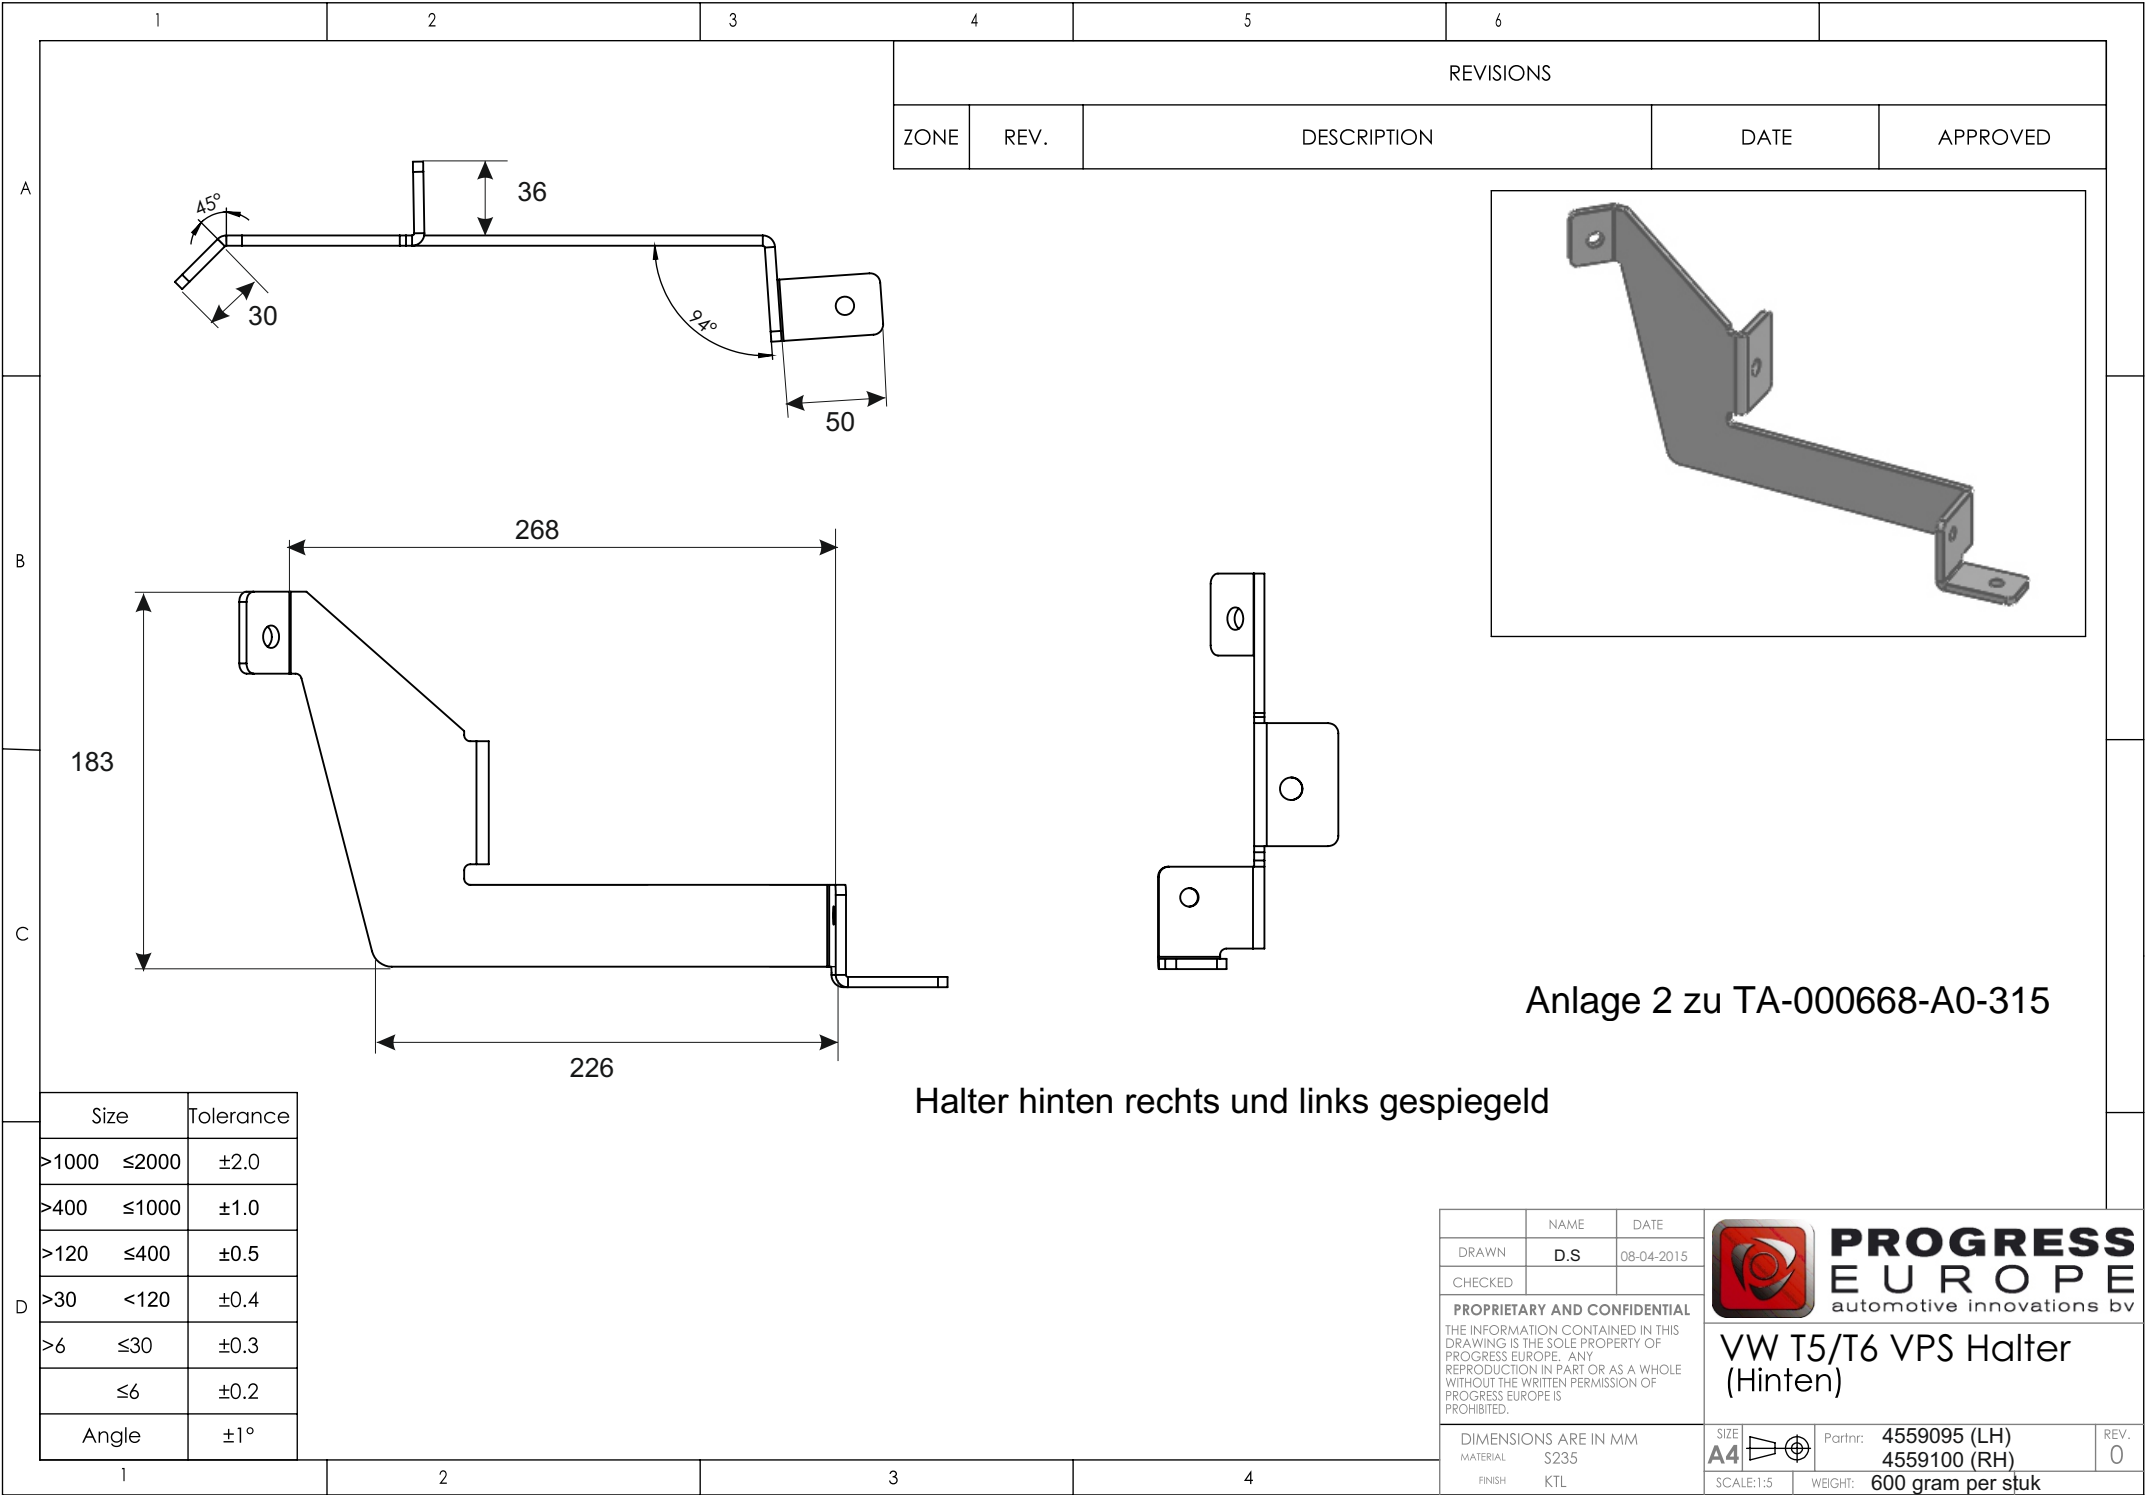 1 2 3 4 5 6
REVISIONS
ZONE REV. DESCRIPTION DATE APPROVED
A
45°
36
30
94°
50
B
268
183
C
226
Anlage 2 zu TA-000668-A0-315
Halter hinten rechts und links gespiegeld
Size Tolerance
>1000 ≤2000 ±2.0
>400 ≤1000 ±1.0
>120 ≤400 ±0.5
>30 <120 ±0.4
>6 ≤30 ±0.3
≤6 ±0.2
Angle ±1°
D
1 2 3 4
NAME DATE
DRAWN D.S 08-04-2015
CHECKED
PROPRIETARY AND CONFIDENTIAL
THE INFORMATION CONTAINED IN THIS
DRAWING IS THE SOLE PROPERTY OF
PROGRESS EUROPE. ANY
REPRODUCTION IN PART OR AS A WHOLE
WITHOUT THE WRITTEN PERMISSION OF
PROGRESS EUROPE IS
PROHIBITED.
DIMENSIONS ARE IN MM
MATERIAL S235
FINISH KTL
PROGRESS
EUROPE
automotive innovations bv
VW T5/T6 VPS Halter
(Hinten)
SIZE
A4
Partnr: 4559095 (LH)
4559100 (RH)
REV.
0
SCALE:1:5 WEIGHT: 600 gram per stuk